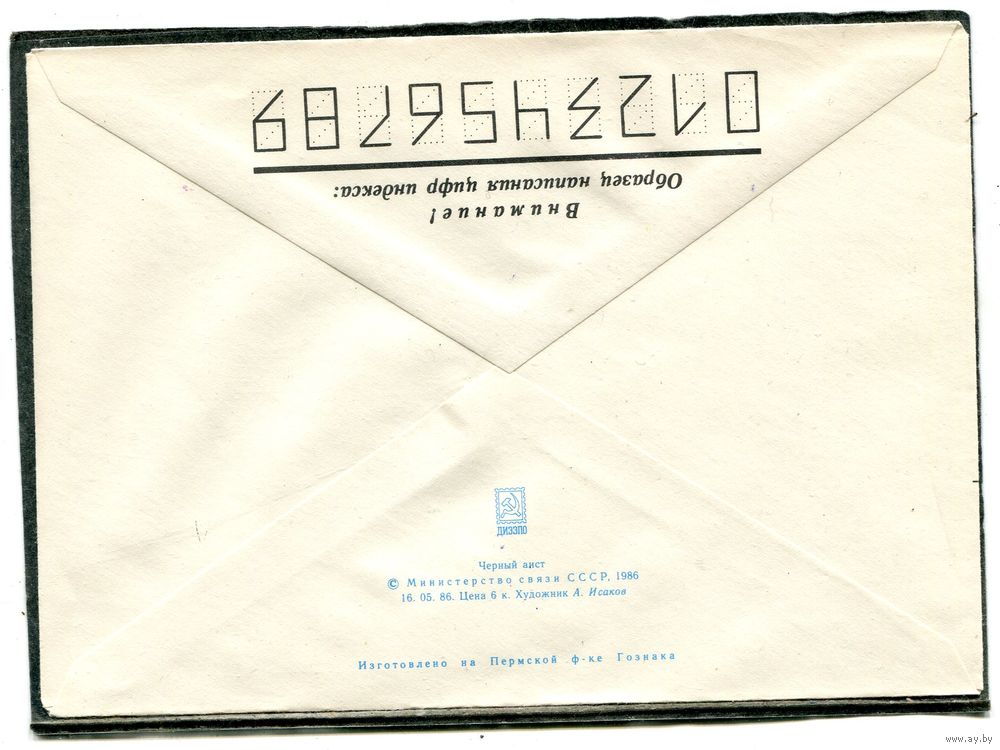 Внимание!
Образец написания цифр индекса:
0123456789
ДИЭЗПО
Черный аист
© Министерство связи СССР, 1986
16. 05. 86. Цена 6 к. Художник А. Исаков
Изготовлено на Пермской ф-ке Гознака
www.ay.by